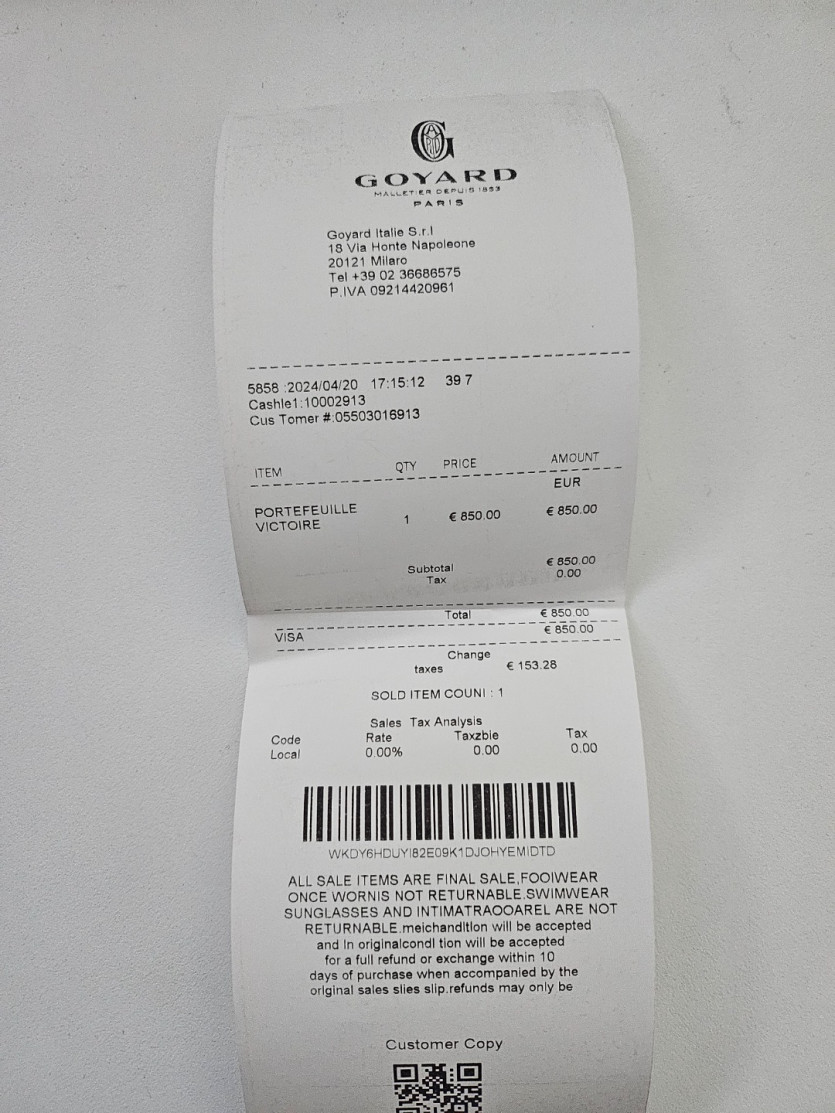 GOYARD
MALLETIER DEPUIS 1853
PARIS
Goyard Italie S.r.l
18 Via Honte Napoleone
20121 Milaro
Tel +39 02 36686575
P.IVA 09214420961
5858 :2024/04/20 17:15:12 39 7
Cashle1:10002913
Cus Tomer #:05503016913
ITEM QTY PRICE AMOUNT
EUR
PORTEFEUILLE
VICTOIRE 1 € 850.00 € 850.00
Subtotal € 850.00
Tax 0.00
Total € 850.00
VISA € 850.00
Change
taxes € 153.28
SOLD ITEM COUNI : 1
Sales Tax Analysis
Code Rate Taxzbie Tax
Local 0.00% 0.00 0.00
WKDY6HDUYI82E09K1DJOHYEMIDTD
ALL SALE ITEMS ARE FINAL SALE,FOOIWEAR
ONCE WORNIS NOT RETURNABLE.SWIMWEAR
SUNGLASSES AND INTIMATRAOOAREL ARE NOT
RETURNABLE.meichandition will be accepted
and In originalcondl tion will be accepted
for a full refund or exchange within 10
days of purchase when accompanied by the
original sales slies slip.refunds may only be
Customer Copy